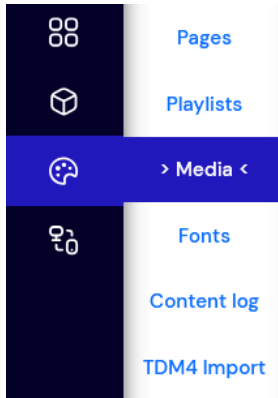 Pages
Playlists
> Media <
Fonts
Content log
TDM4 Import